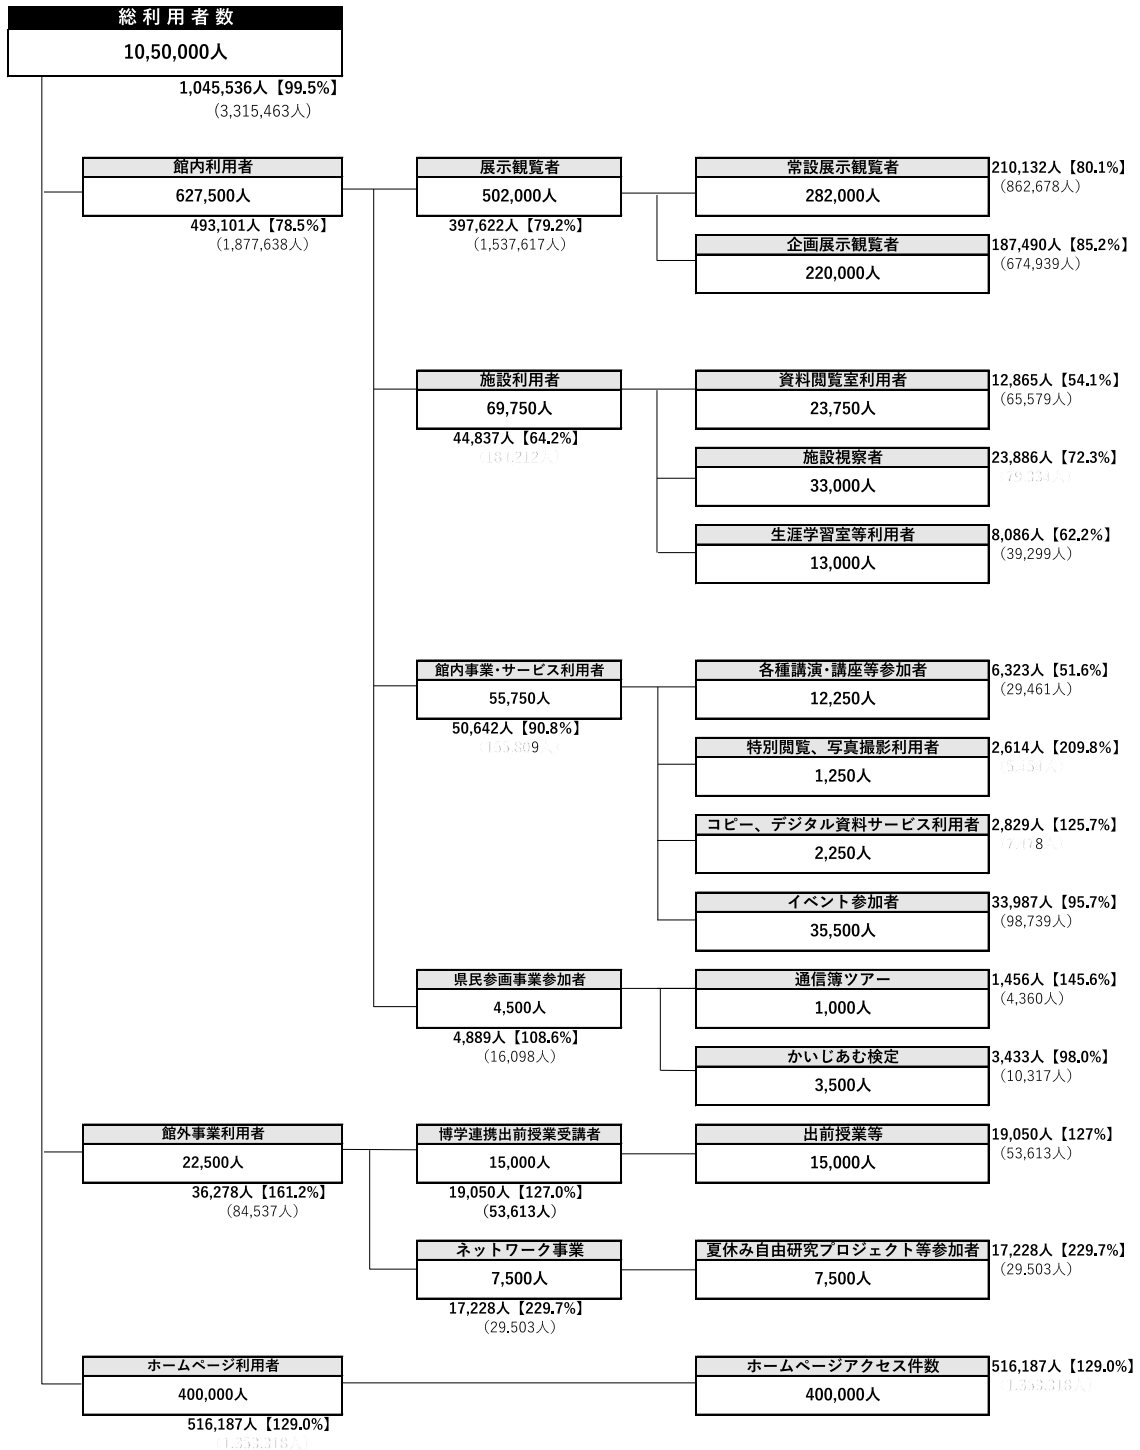 総利用者数
10,50,000人
1,045,536人【99.5%】
(3,315,463人)
館内利用者
627,500人
493,101人【78.5%】
(1,877,638人)
展示観覧者
502,000人
397,622人【79.2%】
(1,537,617人)
常設展示観覧者
282,000人
210,132人【80.1%】
(862,678人)
企画展示観覧者
220,000人
187,490人【85.2%】
(674,939人)
施設利用者
69,750人
44,837人【64.2%】
資料閲覧室利用者
23,750人
12,865人【54.1%】
(65,579人)
施設視察者
33,000人
23,886人【72.3%】
生涯学習室等利用者
13,000人
8,086人【62.2%】
(39,299人)
館内事業・サービス利用者
55,750人
50,642人【90.8%】
各種講演・講座等参加者
12,250人
6,323人【51.6%】
(29,461人)
特別閲覧、写真撮影利用者
1,250人
2,614人【209.8%】
コピー、デジタル資料サービス利用者
2,250人
2,829人【125.7%】
イベント参加者
35,500人
33,987人【95.7%】
(98,739人)
県民参画事業参加者
4,500人
4,889人【108.6%】
(16,098人)
通信簿ツアー
1,000人
1,456人【145.6%】
(4,360人)
かいじあむ検定
3,500人
3,433人【98.0%】
(10,317人)
館外事業利用者
22,500人
36,278人【161.2%】
(84,537人)
博学連携出前授業受講者
15,000人
19,050人【127.0%】
(53,613人)
出前授業等
15,000人
19,050人【127%】
(53,613人)
ネットワーク事業
7,500人
17,228人【229.7%】
(29.503人)
夏休み自由研究プロジェクト等参加者
7,500人
17,228人【229.7%】
(29.503人)
ホームページ利用者
400,000人
516,187人【129.0%】
ホームページアクセス件数
400,000人
516,187人【129.0%】